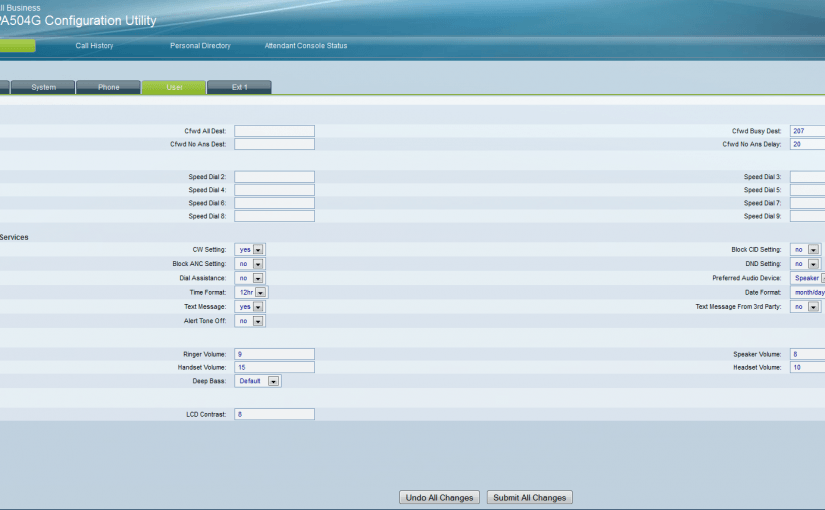 ll Business
PA504G Configuration Utility
Call History Personal Directory Attendant Console Status
System Phone User Ext 1
Cfwd All Dest: Cfwd Busy Dest: 207
Cfwd No Ans Dest: Cfwd No Ans Delay: 20
Speed Dial 2: Speed Dial 3:
Speed Dial 4: Speed Dial 5:
Speed Dial 6: Speed Dial 7:
Speed Dial 8: Speed Dial 9:
Services
CW Setting: yes Block CID Setting: no
Block ANC Setting: no DND Setting: no
Dial Assistance: no Preferred Audio Device: Speaker
Time Format: 12hr Date Format: month/day
Text Message: yes Text Message From 3rd Party: no
Alert Tone Off: no
Ringer Volume: 9 Speaker Volume: 8
Handset Volume: 15 Headset Volume: 10
Deep Bass: Default
LCD Contrast: 8
Undo All Changes Submit All Changes